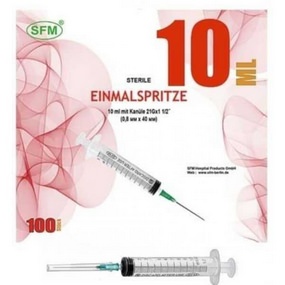 SFM
10 ML
STERILE
EINMALSPRITZE
10 ml mit Kanüle 21Gx1 1/2"
(0,8 мм x 40 мм)
SFM Hospital Products GmbH
100